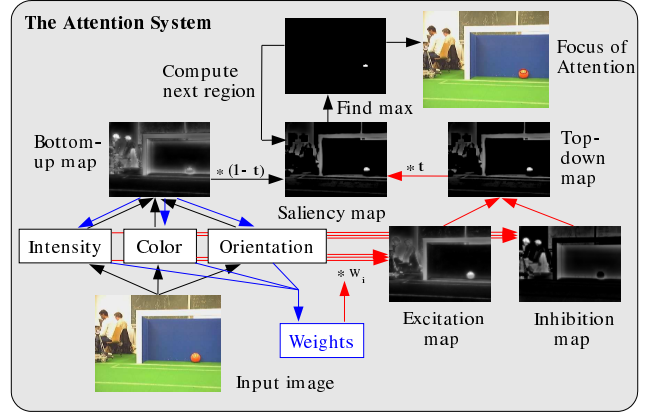 The Attention System
Focus of
Attention
Compute
next region
Find max
Bottom-
up map
* (1- t)
* t
Top-
down
map
Saliency map
Intensity
Color
Orientation
* w i
Weights
Excitation
map
Inhibition
map
Input image